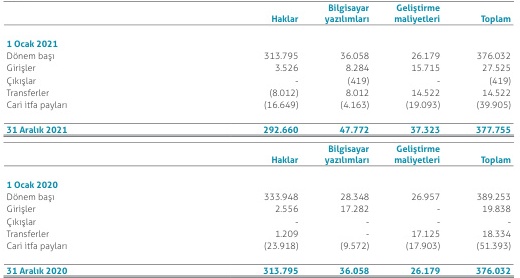 Haklar Bilgisayar yazılımları Geliştirme maliyetleri Toplam
1 Ocak 2021
Dönem başı 313.795 36.058 26.179 376.032
Girişler 3.526 8.284 15.715 27.525
Çıkışlar - (419) - (419)
Transferler (8.012) 8.012 14.522 14.522
Cari itfa payları (16.649) (4.163) (19.093) (39.905)
31 Aralık 2021 292.660 47.772 37.323 377.755
Haklar Bilgisayar yazılımları Geliştirme maliyetleri Toplam
1 Ocak 2020
Dönem başı 333.948 28.348 26.957 389.253
Girişler 2.556 17.282 - 19.838
Çıkışlar - - - -
Transferler 1.209 - 17.125 18.334
Cari itfa payları (23.918) (9.572) (17.903) (51.393)
31 Aralık 2020 313.795 36.058 26.179 376.032